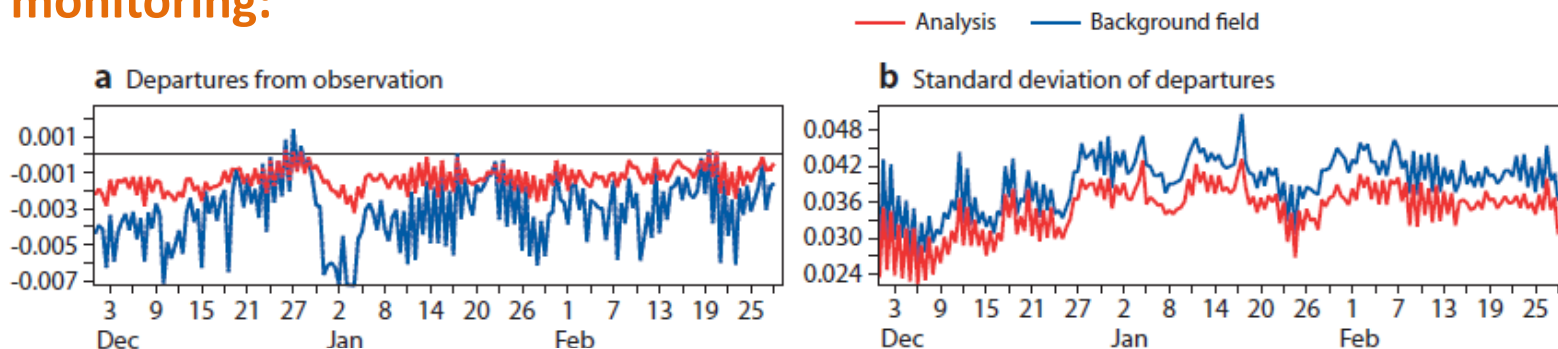 monitoring:
Analysis Background field
a Departures from observation
0.001
-0.001
-0.003
-0.005
-0.007
3 9 15 21 27 2 8 14 20 26 1 7 13 19 25
Dec Jan Feb
b Standard deviation of departures
0.048
0.042
0.036
0.030
0.024
3 9 15 21 27 2 8 14 20 26 1 7 13 19 25
Dec Jan Feb